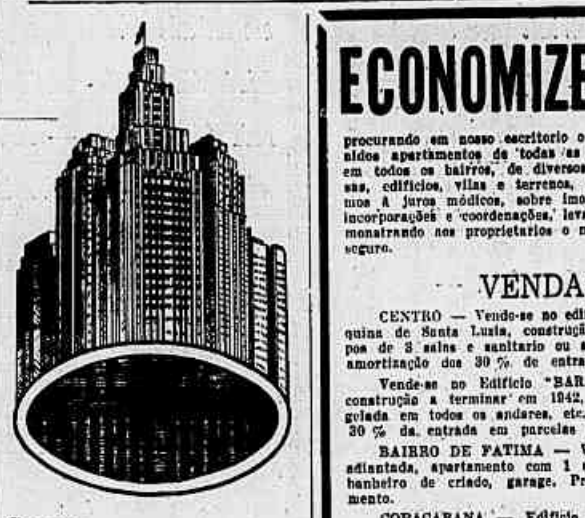 ECONOMIZE
procurando em nosso escritorio o
nidos apartamentos de todas as
em todos os bairros, de diversos
sas, edificios, vilas e terrenos,
mos á juros médicos, sobre imo
incorporações e coordenações, leva
monstrando aos proprietarios o m
seguro.
VENDA
CENTRO — Vende-se no edi
quina de Santa Luzia, construçã
pos de 3 salas e sanitario ou s
amortização dos 30 % de entra
Vende-se no Edificio "BAR
construção a terminar em 1942,
gelada em todos os andares, etc.
30 % da entrada em parcelas
BAIRRO DE FATIMA — V
adiantada, apartamento com 1
banheiro de criado, garage. Pr
mento.
COPACABANA — Edificio